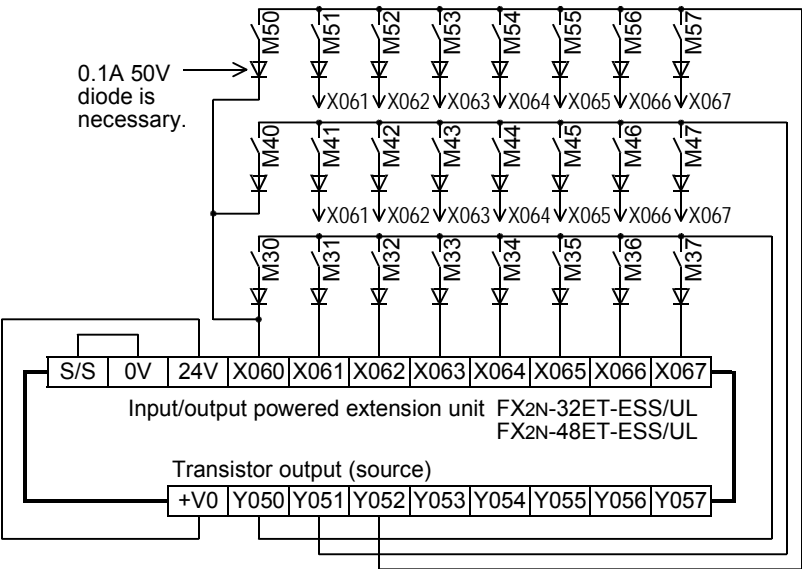 M50 M51 M52 M53 M54 M55 M56 M57
0.1A 50V
diode is
necessary.
X061 X062 X063 X064 X065 X066 X067
M40 M41 M42 M43 M44 M45 M46 M47
X061 X062 X063 X064 X065 X066 X067
M30 M31 M32 M33 M34 M35 M36 M37
S/S 0V 24V X060 X061 X062 X063 X064 X065 X066 X067
Input/output powered extension unit FX2N-32ET-ESS/UL
FX2N-48ET-ESS/UL
Transistor output (source)
+V0 Y050 Y051 Y052 Y053 Y054 Y055 Y056 Y057